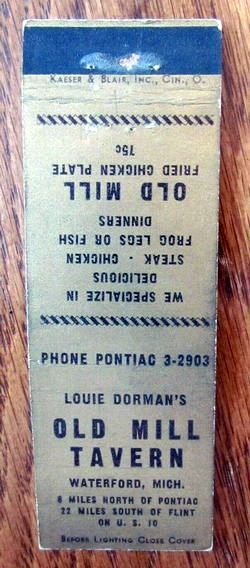 Kaeser & Blair, Inc., Cin., O.
WE SPECIALIZE IN
DELICIOUS
STEAK · CHICKEN
FROG LEGS OR FISH
DINNERS
OLD MILL
FRIED CHICKEN PLATE
75c
PHONE PONTIAC 3-2903
LOUIE DORMAN'S
OLD MILL
TAVERN
WATERFORD, MICH.
8 MILES NORTH OF PONTIAC
22 MILES SOUTH OF FLINT
ON U. S. 10
Before Lighting Close Cover